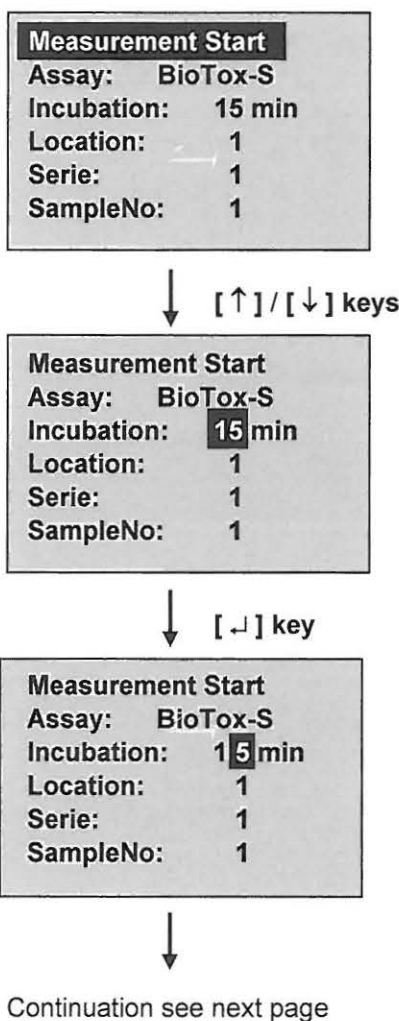 Measurement Start
Assay: BioTox-S
Incubation: 15 min
Location: 1
Serie: 1
SampleNo: 1
[ ↑ ] / [ ↓ ] keys
Measurement Start
Assay: BioTox-S
Incubation: 15 min
Location: 1
Serie: 1
SampleNo: 1
[ ↵ ] key
Measurement Start
Assay: BioTox-S
Incubation: 15 min
Location: 1
Serie: 1
SampleNo: 1
Continuation see next page